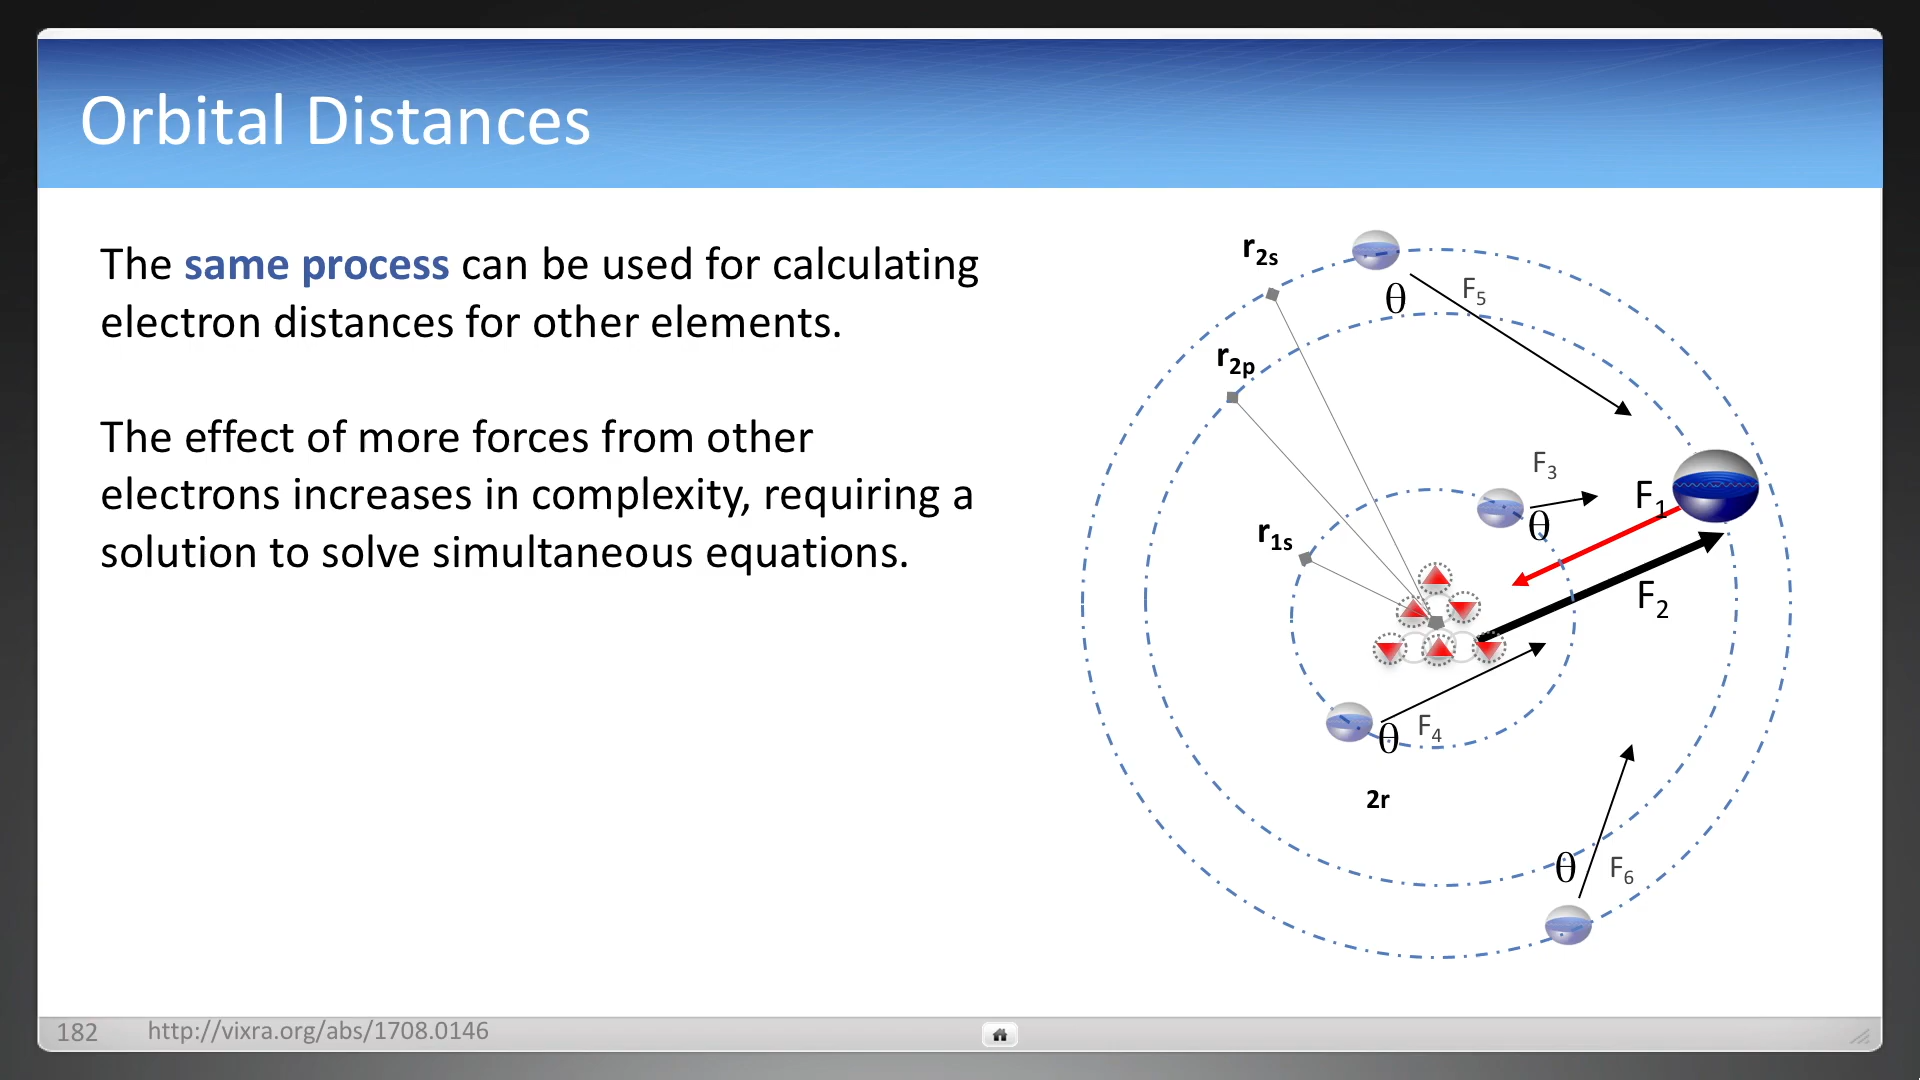 Orbital Distances
The same process can be used for calculating
electron distances for other elements.
The effect of more forces from other
electrons increases in complexity, requiring a
solution to solve simultaneous equations.
r2s
θ
F5
r2p
F3
F1
θ
r1s
F2
θ
F4
2r
θ
F6
182
http://vixra.org/abs/1708.0146